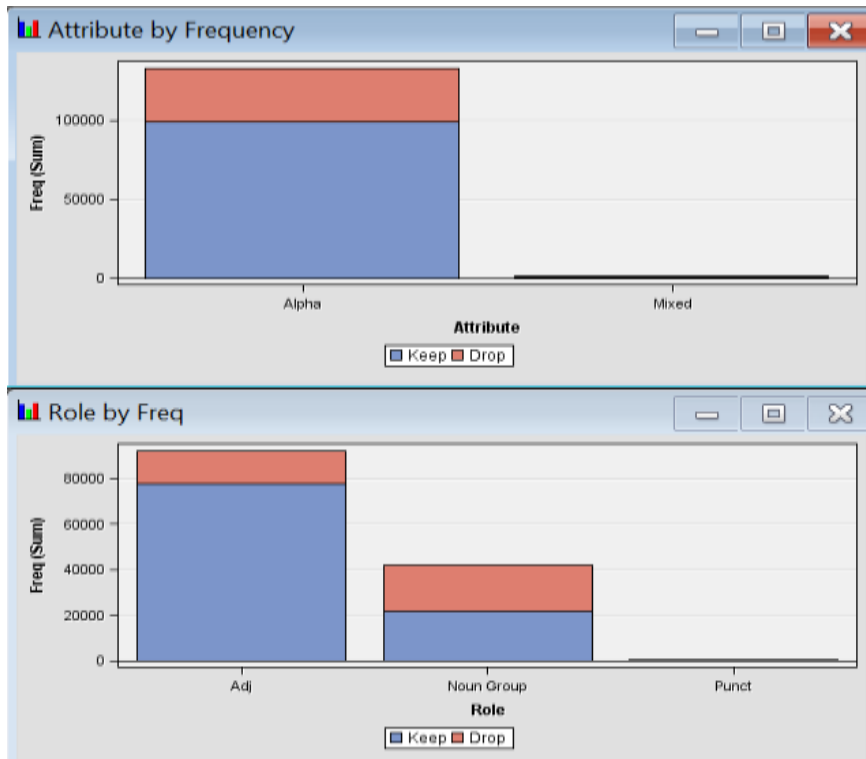 Attribute by Frequency
Freq (Sum)
100000
50000
0
Alpha
Mixed
Attribute
Keep Drop
Role by Freq
Freq (Sum)
80000
60000
40000
20000
0
Adj
Noun Group
Punct
Role
Keep Drop